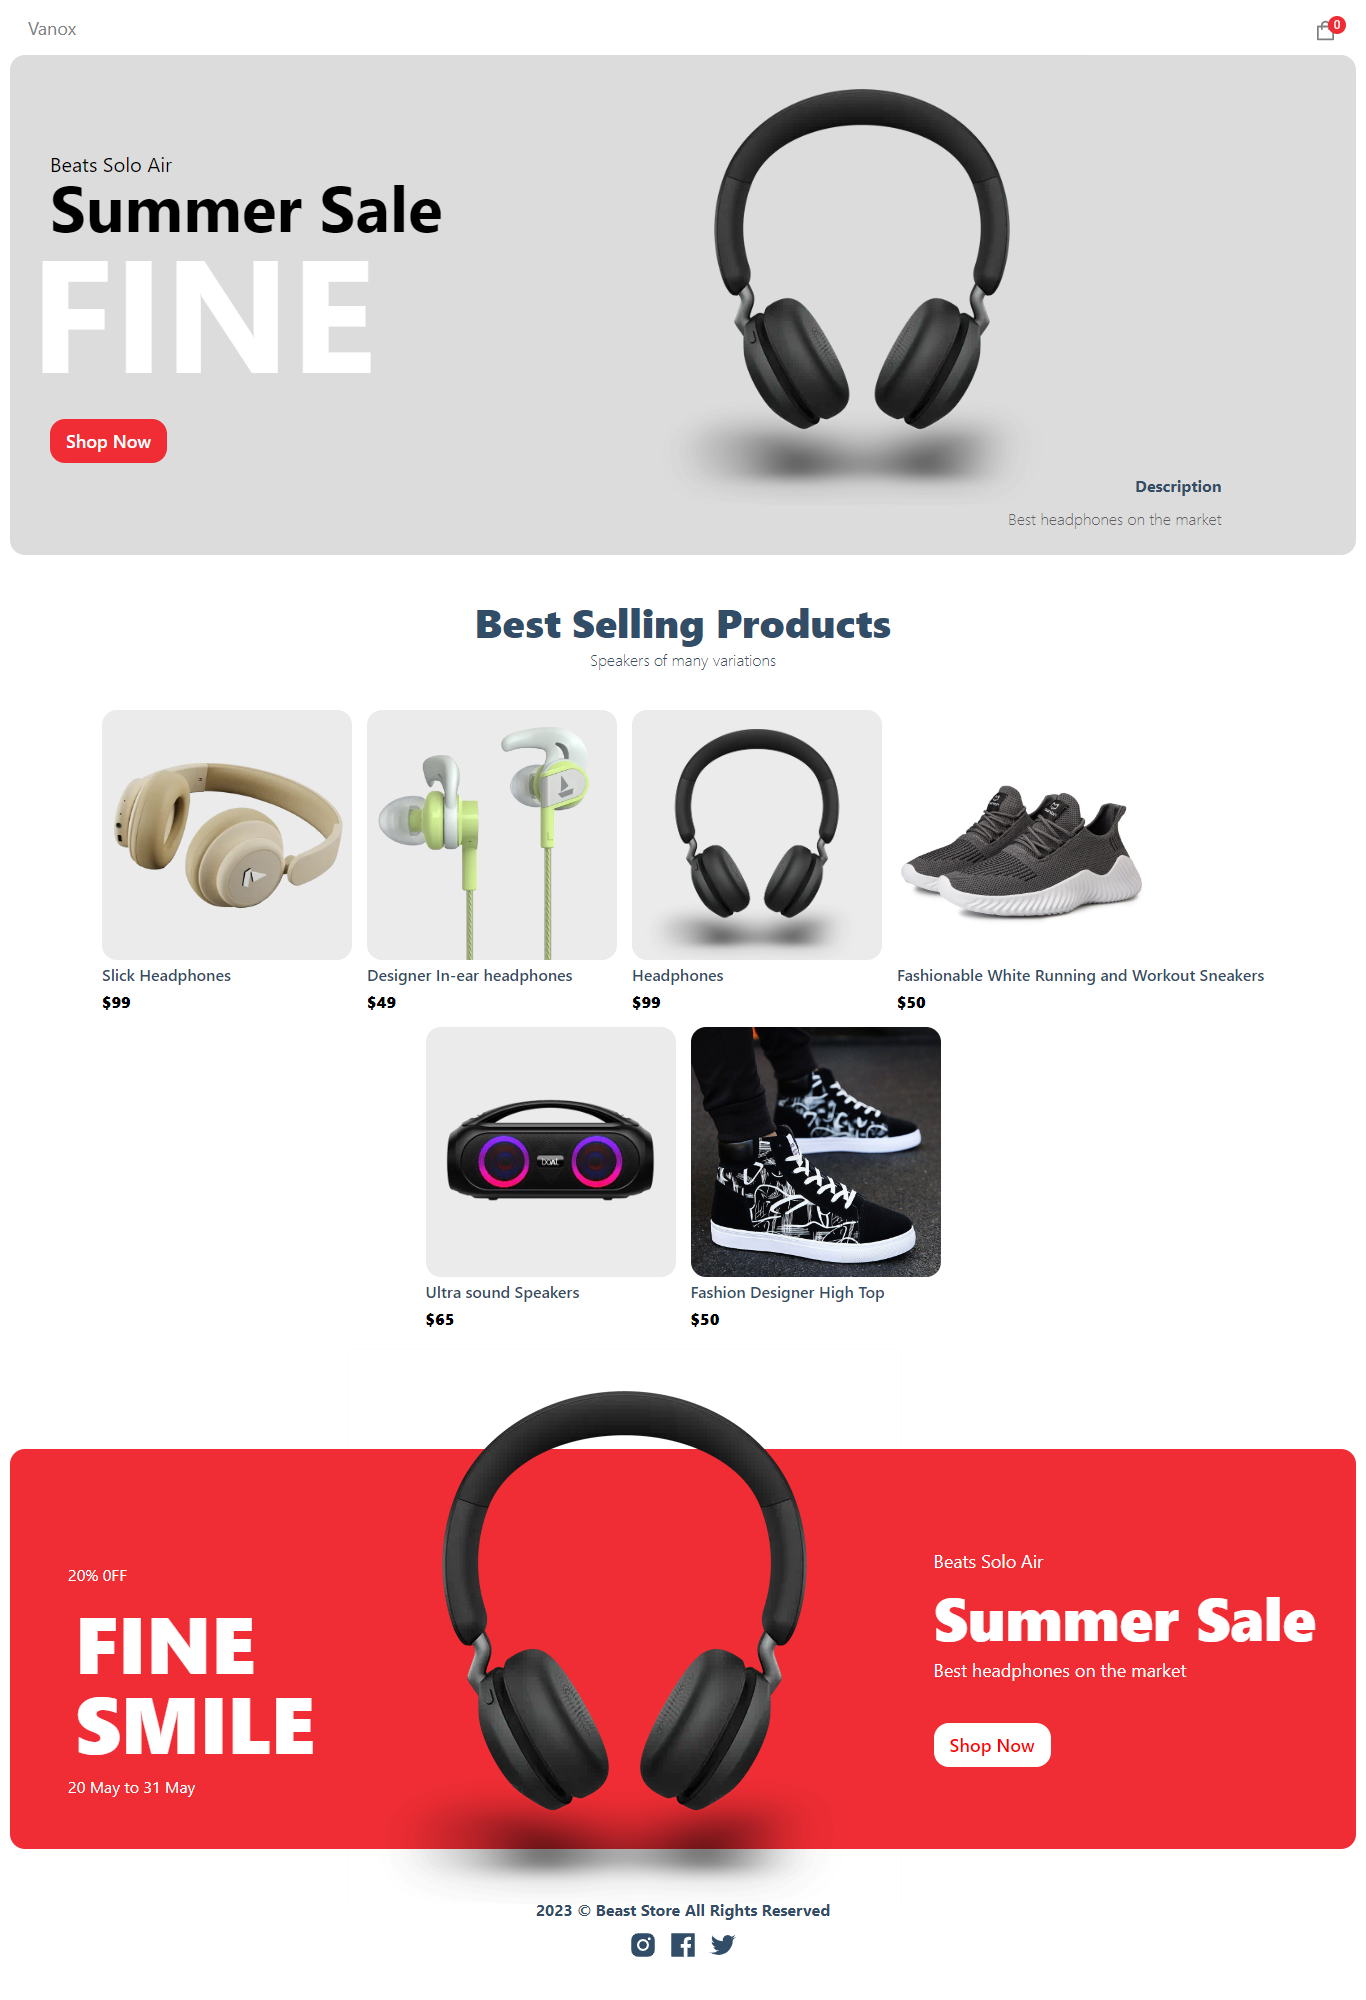 Vanox
0
Beats Solo Air
Summer Sale
FINE
Shop Now
Description
Best headphones on the market
Best Selling Products
Speakers of many variations
Slick Headphones
$99
Designer In-ear headphones
$49
Headphones
$99
Fashionable White Running and Workout Sneakers
$50
Ultra sound Speakers
$65
Fashion Designer High Top
$50
20% 0FF
FINE
SMILE
20 May to 31 May
Beats Solo Air
Summer Sale
Best headphones on the market
Shop Now
2023 © Beast Store All Rights Reserved